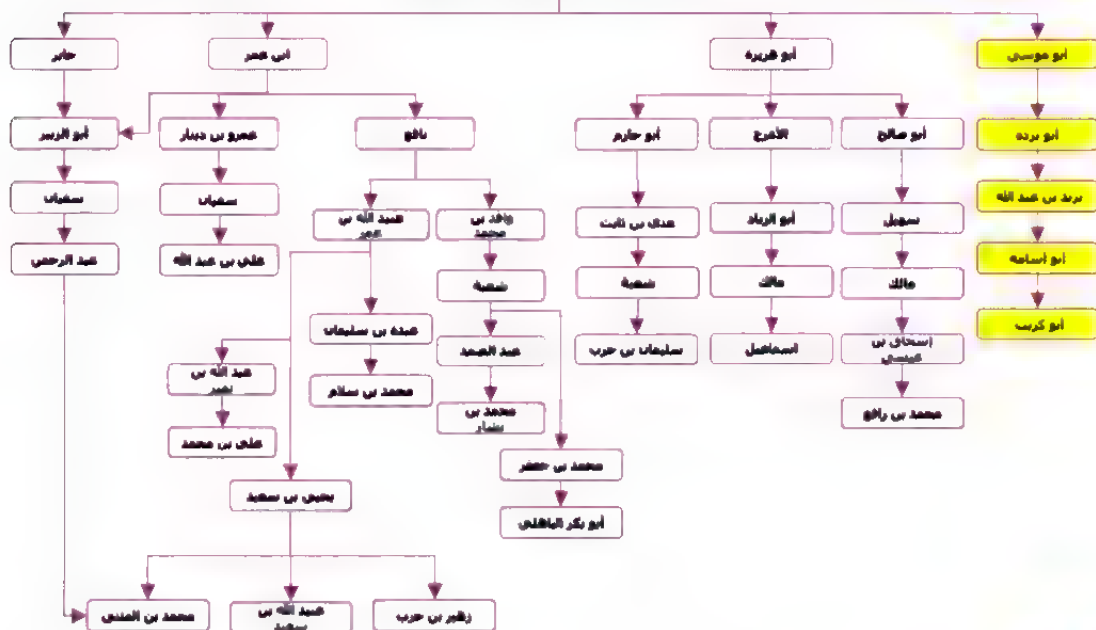 أبو موسى
أبو هريرة
ابن عمر
جابر
أبو برده
أبو صالح
الأعرج
أبو حازم
نافع
عمرو بن دينار
أبو الزبير
بريد بن عبد الله
سهيل
أبو الزناد
عدي بن ثابت
واقد بن
محمد
عبيد الله بن
عمر
سفيان
سفيان
أبو اسامه
مالك
مالك
شعبة
شعبة
علي بن عبد الله
عبد الرحمن
أبو كريب
اسحاق بن
عيسى
اسماعيل
سليمان بن حرب
عبد الصمد
عبدة بن سليمان
عبد الله بن
نمير
محمد بن رافع
محمد بن
بشار
محمد بن سلام
علي بن محمد
محمد بن جعفر
يحيى بن سعيد
أبو بكر الباهلي
زهير بن حرب
عبيد الله بن
سعيد
محمد بن المثنى